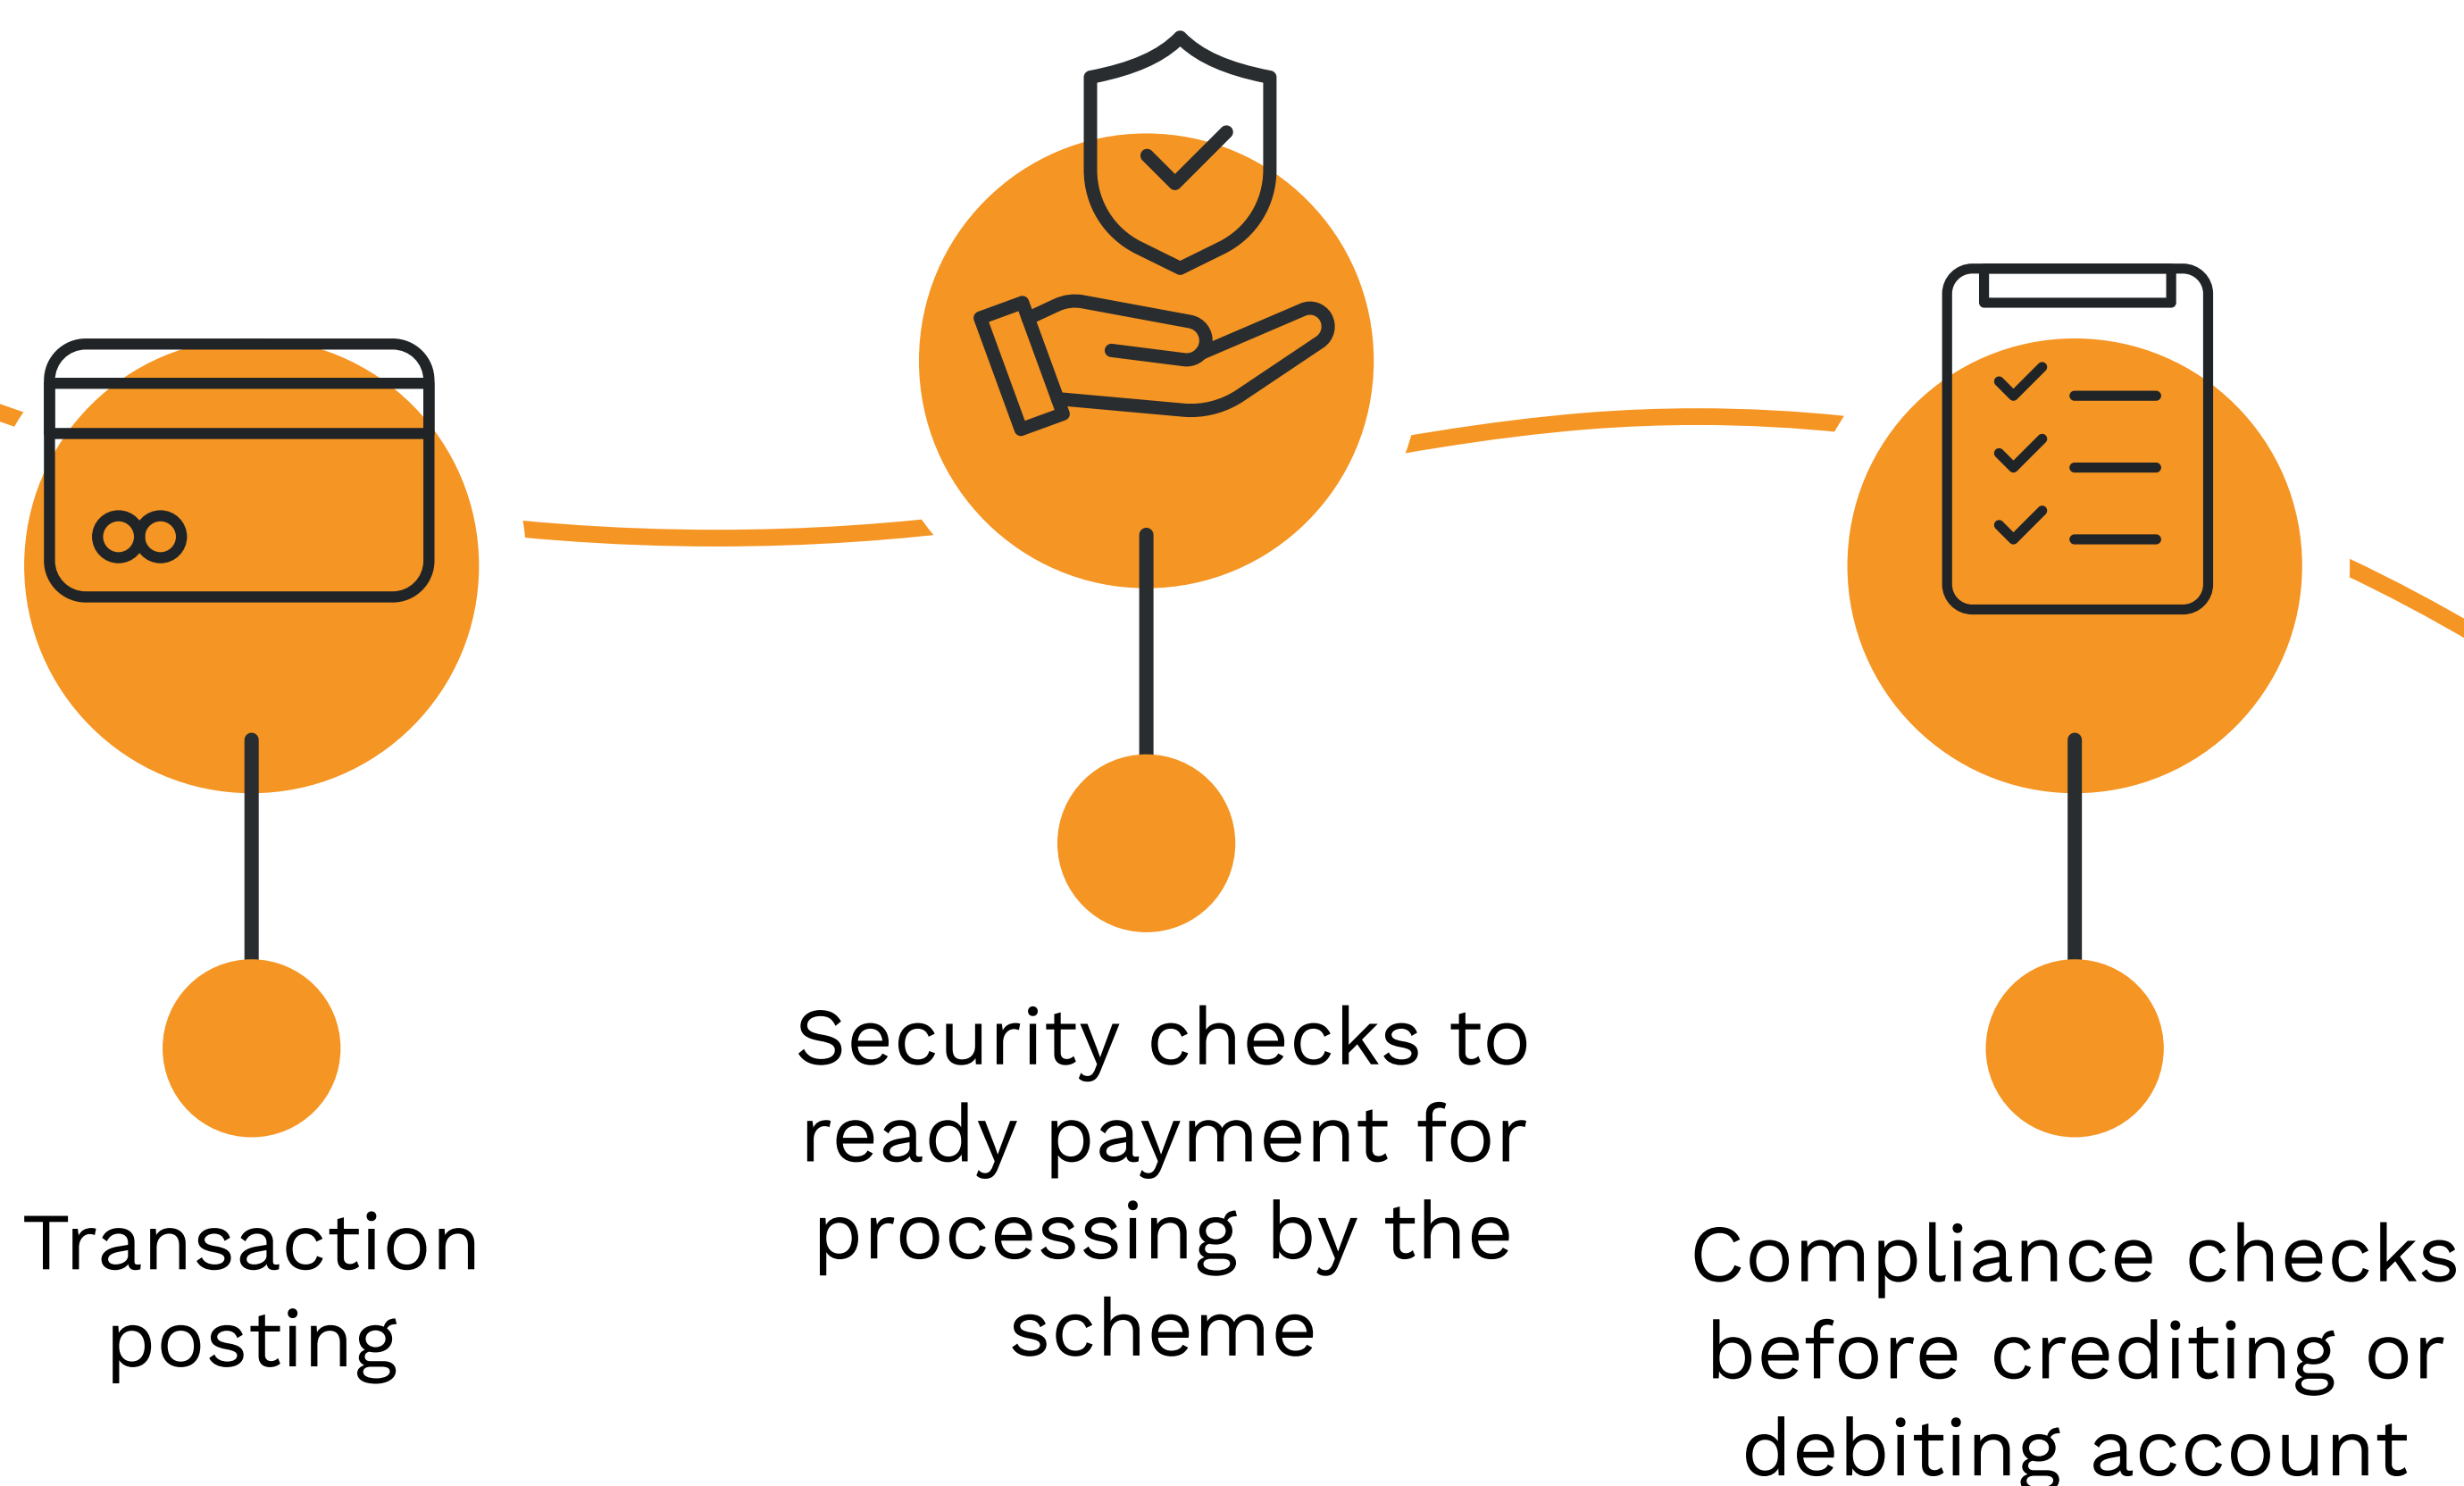 Transaction
posting
Security checks to
ready payment for
processing by the
scheme
Compliance checks
before crediting or
debiting account